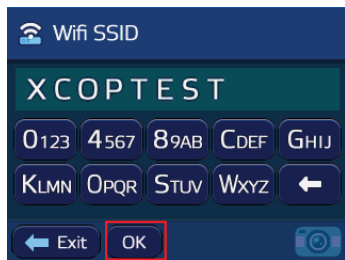 Wifi SSID
XCOPTEST
0123 4567 89AB CDEF GHIJ
KLMN OPQR STUV WXYZ
Exit OK